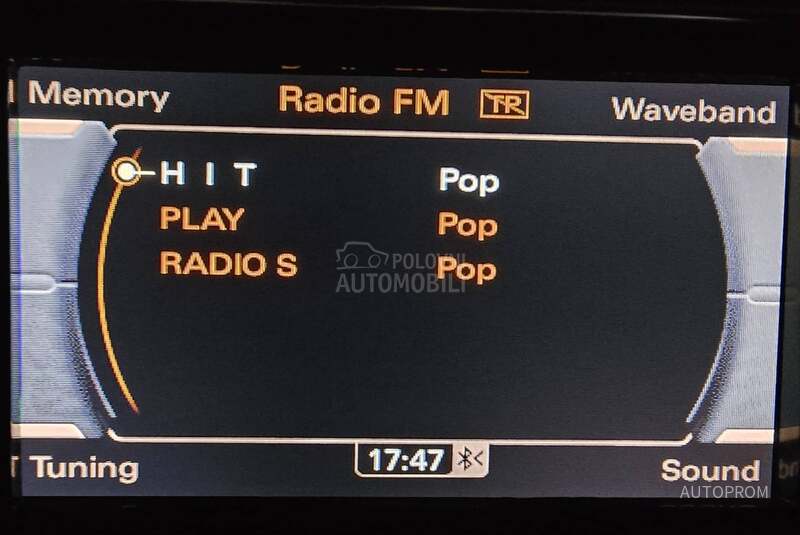 Memory
Radio FM TR
Waveband
H I T Pop
PLAY Pop
RADIO S Pop
POLOVNI
AUTOMOBILI
17:47
Tuning
Sound
AUTOPROM